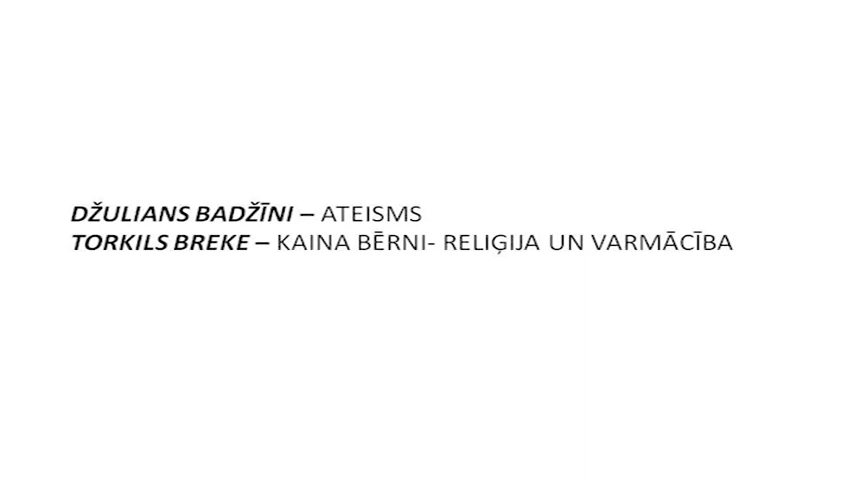 DŽULIANS BADŽĪNI – ATEISMS
TORKILS BREKE – KAINA BĒRNI- RELIĢIJA UN VARMĀCĪBA